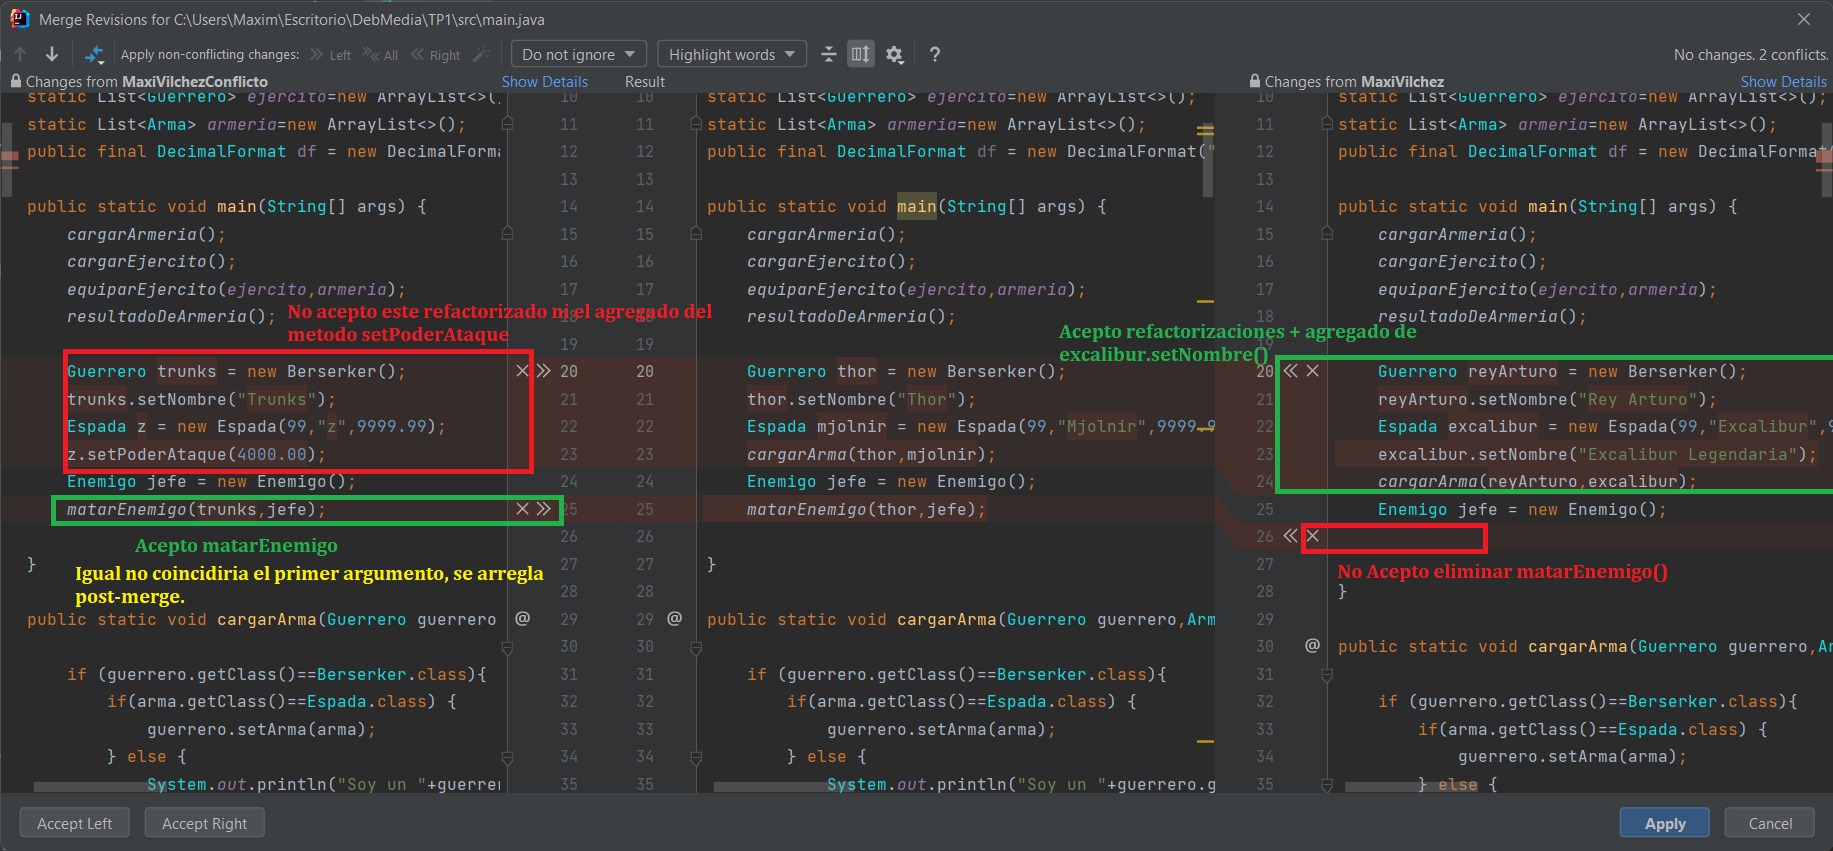 Merge Revisions for C:\Users\Maxim\Escritorio\DebMedia\TP1\src\main.java
Apply non-conflicting changes: Left All Right Do not ignore Highlight words ? No changes. 2 conflicts.
Changes from MaxiVilchezConflicto Show Details Result Changes from MaxiVilchez Show Details
static List<Guerrero> ejercito=new ArrayList<>(); 10 10 static List<Guerrero> ejercito=new ArrayList<>(); 10 static List<Guerrero> ejercito=new ArrayList<>();
static List<Arma> armeria=new ArrayList<>(); 11 11 static List<Arma> armeria=new ArrayList<>(); 11 static List<Arma> armeria=new ArrayList<>();
public final DecimalFormat df = new DecimalForma 12 12 public final DecimalFormat df = new DecimalFormat(" 12 public final DecimalFormat df = new DecimalFormat
13 13 13
public static void main(String[] args) { 14 14 public static void main(String[] args) { 14 public static void main(String[] args) {
cargarArmeria(); 15 15 cargarArmeria(); 15 cargarArmeria();
cargarEjercito(); 16 16 cargarEjercito(); 16 cargarEjercito();
equiparEjercito(ejercito,armeria); 17 17 equiparEjercito(ejercito,armeria); 17 equiparEjercito(ejercito,armeria);
resultadoDeArmeria(); 18 18 resultadoDeArmeria(); 18 resultadoDeArmeria();
No acepto este refactorizado ni el agregado del
metodo setPoderAtaque
Acepto refactorizaciones + agregado de
excalibur.setNombre()
19 19 19
Guerrero trunks = new Berserker(); 20 20 Guerrero thor = new Berserker(); 20 Guerrero reyArturo = new Berserker();
trunks.setNombre("Trunks"); 21 21 thor.setNombre("Thor"); 21 reyArturo.setNombre("Rey Arturo");
Espada z = new Espada(99,"z",9999.99); 22 22 Espada mjolnir = new Espada(99,"Mjolnir",9999.9 22 Espada excalibur = new Espada(99,"Excalibur",9
z.setPoderAtaque(4000.00); 23 23 cargarArma(thor,mjolnir); 23 excalibur.setNombre("Excalibur Legendaria");
Enemigo jefe = new Enemigo(); 24 24 Enemigo jefe = new Enemigo(); 24 cargarArma(reyArturo,excalibur);
matarEnemigo(trunks,jefe); 25 25 matarEnemigo(thor,jefe); 25 Enemigo jefe = new Enemigo();
26 26 26
Acepto matarEnemigo
} 27 27 } 27
Igual no coincidiria el primer argumento, se arregla
post-merge.
No Acepto eliminar matarEnemigo()
28 28 28 }
public static void cargarArma(Guerrero guerrero @ 29 29 @ public static void cargarArma(Guerrero guerrero,Arm 29
30 30 30 @ public static void cargarArma(Guerrero guerrero,Ar
if (guerrero.getClass()==Berserker.class){ 31 31 if (guerrero.getClass()==Berserker.class){ 31
if(arma.getClass()==Espada.class) { 32 32 if(arma.getClass()==Espada.class) { 32 if (guerrero.getClass()==Berserker.class){
guerrero.setArma(arma); 33 33 guerrero.setArma(arma); 33 if(arma.getClass()==Espada.class) {
} else { 34 34 } else { 34 guerrero.setArma(arma);
System.out.println("Soy un "+guerrer 35 35 System.out.println("Soy un "+guerrero.g 35 } else {
Accept Left Accept Right Apply Cancel